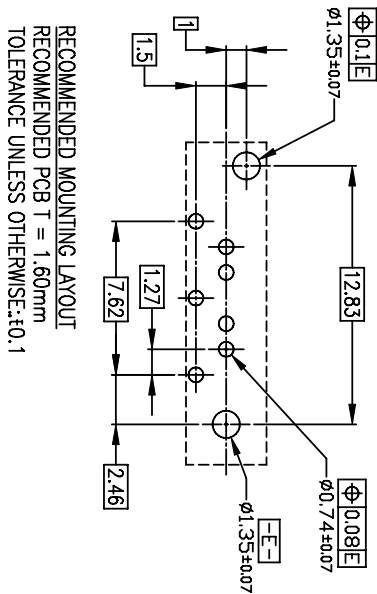 ⌖ 0.1 E
Ø1.35±0.07
1
1.5
12.83
⌖ 0.08 E
Ø0.74±0.07
-E-
Ø1.35±0.07
1.27
7.62
2.46
RECOMMENDED MOUNTING LAYOUT
RECOMMENDED PCB T = 1.60mm
TOLERANCE UNLESS OTHERWISE:±0.1